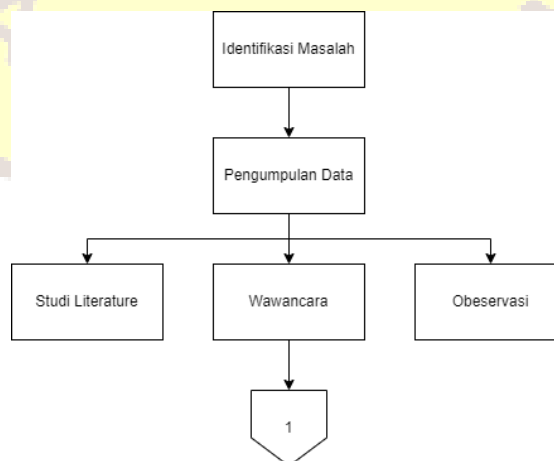 Identifikasi Masalah
Pengumpulan Data
Studi Literature
Wawancara
Obeservasi
1